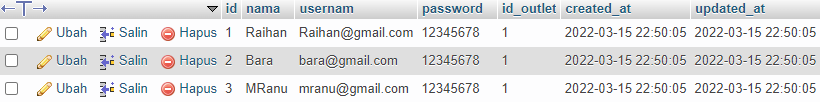 id nama usernam password id_outlet created_at updated_at
Ubah Salin Hapus 1 Raihan Raihan@gmail.com 12345678 1 2022-03-15 22:50:05 2022-03-15 22:50:05
Ubah Salin Hapus 2 Bara bara@gmail.com 12345678 1 2022-03-15 22:50:05 2022-03-15 22:50:05
Ubah Salin Hapus 3 MRanu mranu@gmail.com 12345678 1 2022-03-15 22:50:05 2022-03-15 22:50:05